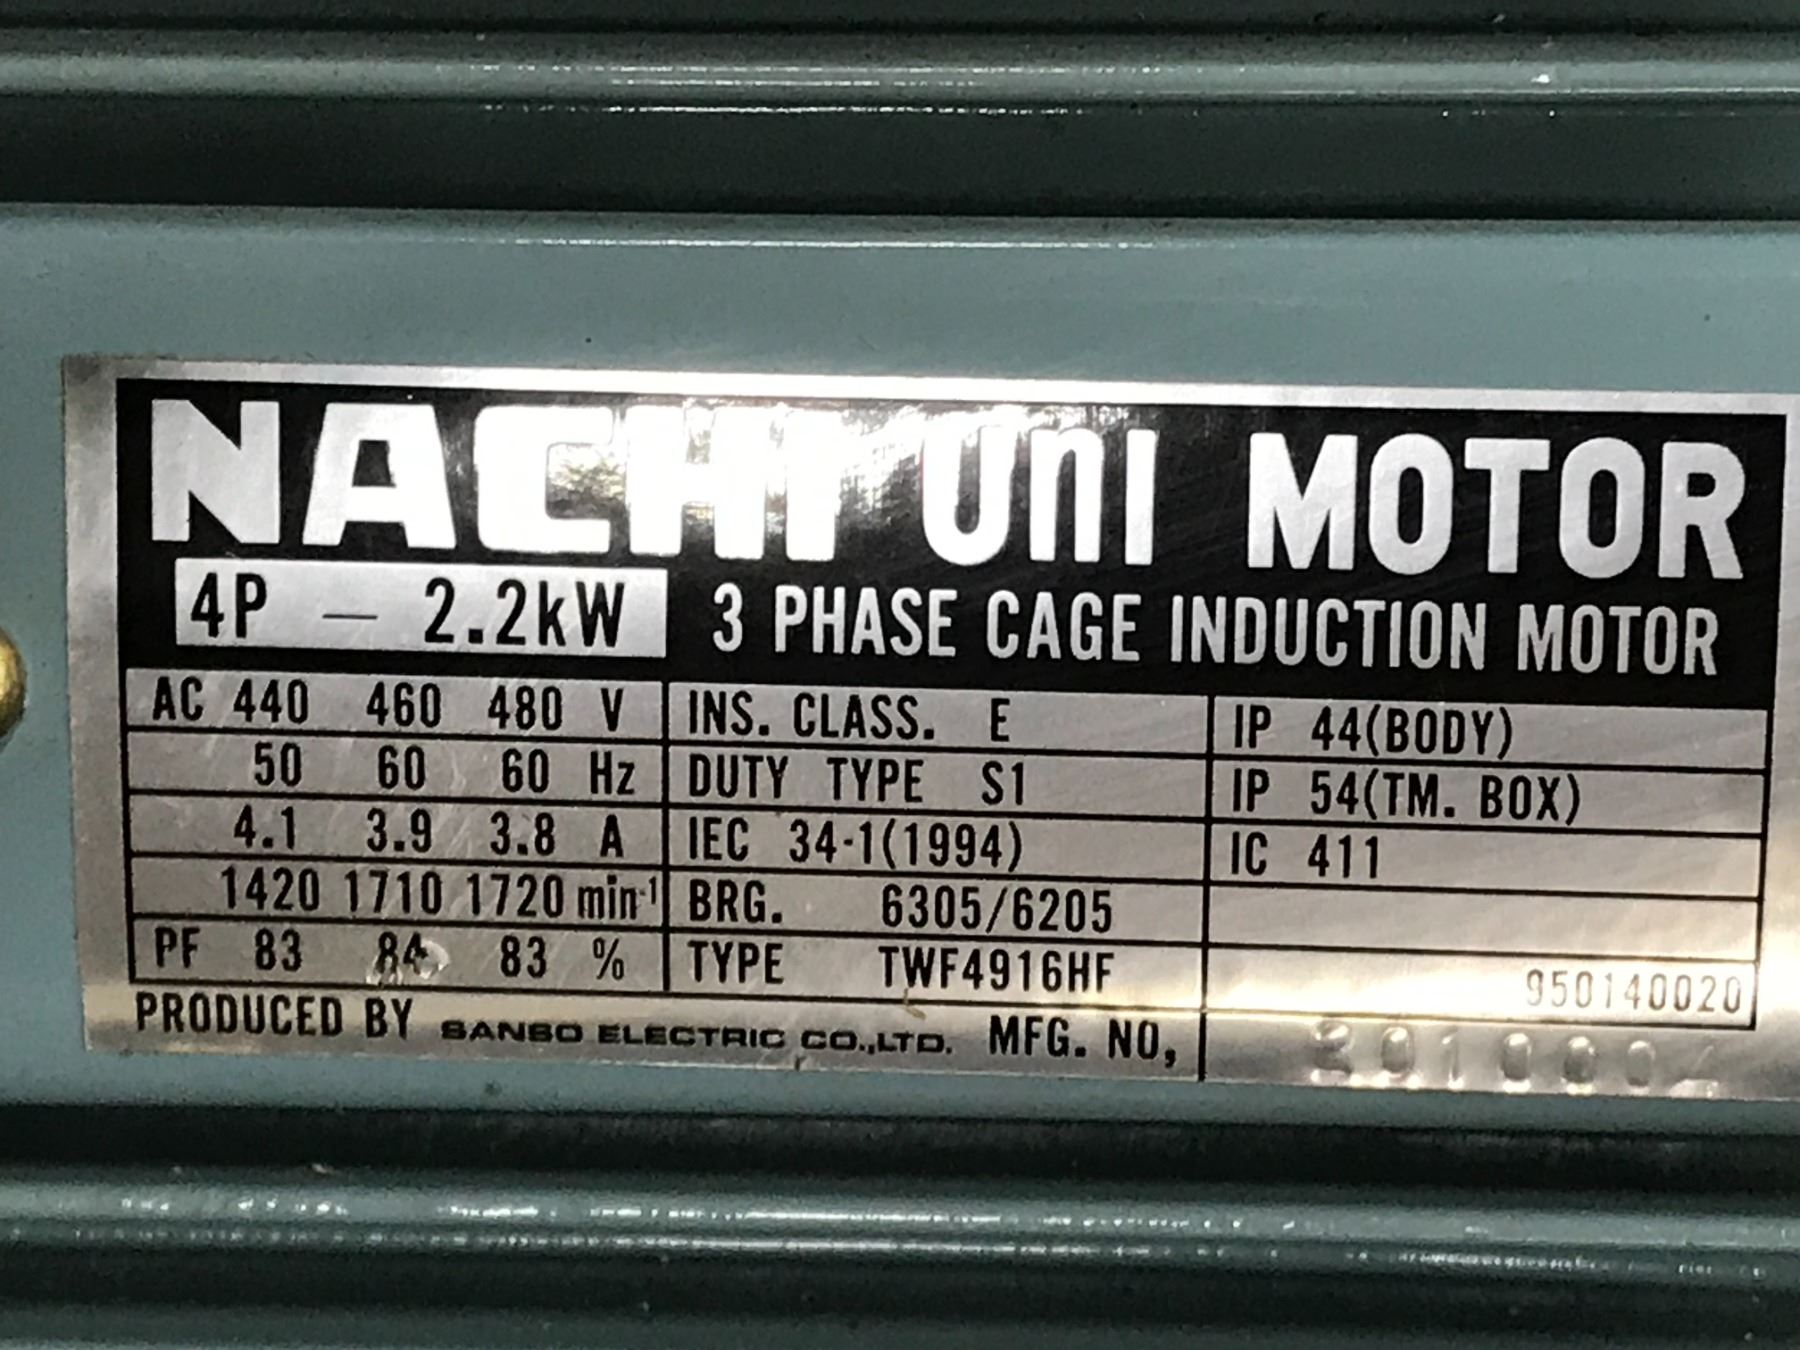 NACHI UNI MOTOR
4P — 2.2kW 3 PHASE CAGE INDUCTION MOTOR
AC 440 460 480 V INS. CLASS. E IP 44(BODY)
50 60 60 Hz DUTY TYPE S1 IP 54(TM. BOX)
4.1 3.9 3.8 A IEC 34-1(1994) IC 411
1420 1710 1720 min-1 BRG. 6305/6205
PF 83 84 83 % TYPE TWF4916HF 950140020
PRODUCED BY SANSO ELECTRIC CO.,LTD. MFG. NO,